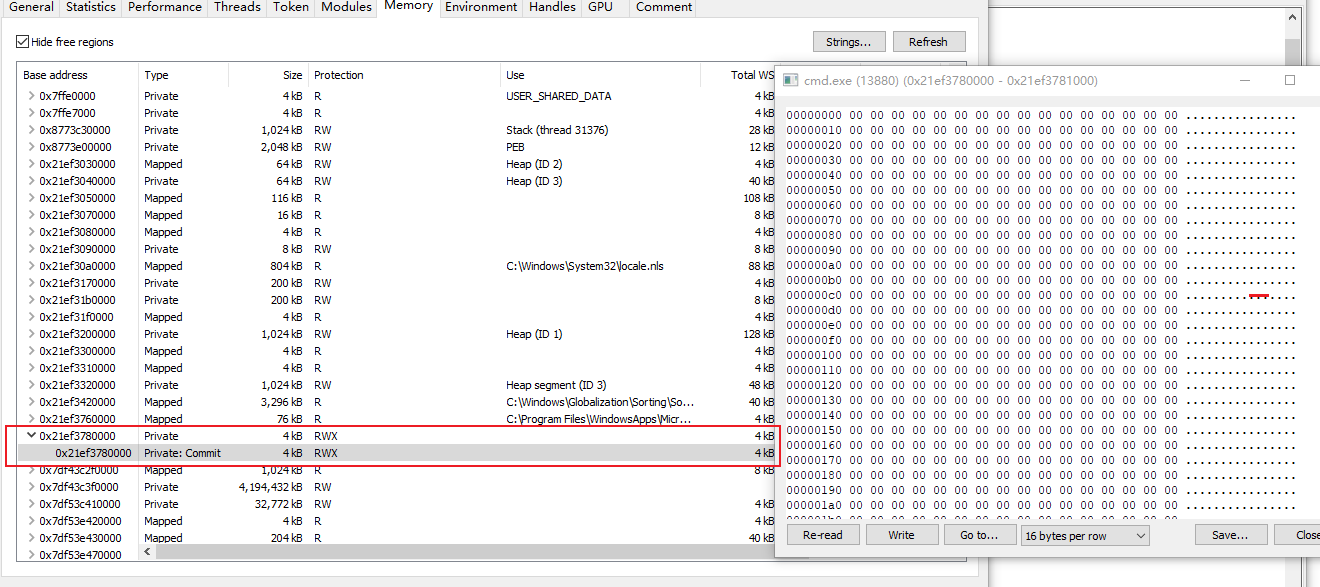 General Statistics Performance Threads Token Modules Memory Environment Handles GPU Comment
Hide free regions
Strings... Refresh
Base address Type Size Protection Use Total WS
0x7ffe0000 Private 4 kB R USER_SHARED_DATA 4 kB
0x7ffe7000 Private 4 kB R 4 kB
0x8773c30000 Private 1,024 kB RW Stack (thread 31376) 28 kB
0x8773e00000 Private 2,048 kB RW PEB 12 kB
0x21ef3030000 Mapped 64 kB RW Heap (ID 2) 4 kB
0x21ef3040000 Private 64 kB RW Heap (ID 3) 40 kB
0x21ef3050000 Mapped 116 kB R 108 kB
0x21ef3070000 Mapped 16 kB R 8 kB
0x21ef3080000 Mapped 4 kB R 4 kB
0x21ef3090000 Private 8 kB RW 8 kB
0x21ef30a0000 Mapped 804 kB R C:\Windows\System32\locale.nls 88 kB
0x21ef3170000 Private 200 kB RW 4 kB
0x21ef31b0000 Private 200 kB RW 8 kB
0x21ef31f0000 Mapped 4 kB R 4 kB
0x21ef3200000 Private 1,024 kB RW Heap (ID 1) 128 kB
0x21ef3300000 Mapped 4 kB R 4 kB
0x21ef3310000 Mapped 4 kB R 4 kB
0x21ef3320000 Private 1,024 kB RW Heap segment (ID 3) 48 kB
0x21ef3420000 Mapped 3,296 kB R C:\Windows\Globalization\Sorting\So... 40 kB
0x21ef3760000 Mapped 76 kB R C:\Program Files\WindowsApps\Micr... 4 kB
0x21ef3780000 Private 4 kB RWX 4 kB
0x21ef3780000 Private: Commit 4 kB RWX 4 kB
0x7df43c2f0000 Mapped 1,024 kB R 8 kB
0x7df43c3f0000 Private 4,194,432 kB RW
0x7df53c410000 Private 32,772 kB RW 4 kB
0x7df53e420000 Mapped 4 kB R 4 kB
0x7df53e430000 Mapped 204 kB R 4 kB
0x7df53e470000
cmd.exe (13880) (0x21ef3780000 - 0x21ef3781000)
00000000 00 00 00 00 00 00 00 00 00 00 00 00 00 00 00 00 ................
00000010 00 00 00 00 00 00 00 00 00 00 00 00 00 00 00 00 ................
00000020 00 00 00 00 00 00 00 00 00 00 00 00 00 00 00 00 ................
00000030 00 00 00 00 00 00 00 00 00 00 00 00 00 00 00 00 ................
00000040 00 00 00 00 00 00 00 00 00 00 00 00 00 00 00 00 ................
00000050 00 00 00 00 00 00 00 00 00 00 00 00 00 00 00 00 ................
00000060 00 00 00 00 00 00 00 00 00 00 00 00 00 00 00 00 ................
00000070 00 00 00 00 00 00 00 00 00 00 00 00 00 00 00 00 ................
00000080 00 00 00 00 00 00 00 00 00 00 00 00 00 00 00 00 ................
00000090 00 00 00 00 00 00 00 00 00 00 00 00 00 00 00 00 ................
000000a0 00 00 00 00 00 00 00 00 00 00 00 00 00 00 00 00 ................
000000b0 00 00 00 00 00 00 00 00 00 00 00 00 00 00 00 00 ................
000000c0 00 00 00 00 00 00 00 00 00 00 00 00 00 00 00 00 ................
000000d0 00 00 00 00 00 00 00 00 00 00 00 00 00 00 00 00 ................
000000e0 00 00 00 00 00 00 00 00 00 00 00 00 00 00 00 00 ................
000000f0 00 00 00 00 00 00 00 00 00 00 00 00 00 00 00 00 ................
00000100 00 00 00 00 00 00 00 00 00 00 00 00 00 00 00 00 ................
00000110 00 00 00 00 00 00 00 00 00 00 00 00 00 00 00 00 ................
00000120 00 00 00 00 00 00 00 00 00 00 00 00 00 00 00 00 ................
00000130 00 00 00 00 00 00 00 00 00 00 00 00 00 00 00 00 ................
00000140 00 00 00 00 00 00 00 00 00 00 00 00 00 00 00 00 ................
00000150 00 00 00 00 00 00 00 00 00 00 00 00 00 00 00 00 ................
00000160 00 00 00 00 00 00 00 00 00 00 00 00 00 00 00 00 ................
00000170 00 00 00 00 00 00 00 00 00 00 00 00 00 00 00 00 ................
00000180 00 00 00 00 00 00 00 00 00 00 00 00 00 00 00 00 ................
00000190 00 00 00 00 00 00 00 00 00 00 00 00 00 00 00 00 ................
000001a0 00 00 00 00 00 00 00 00 00 00 00 00 00 00 00 00 ................
Re-read Write Go to... 16 bytes per row Save... Close